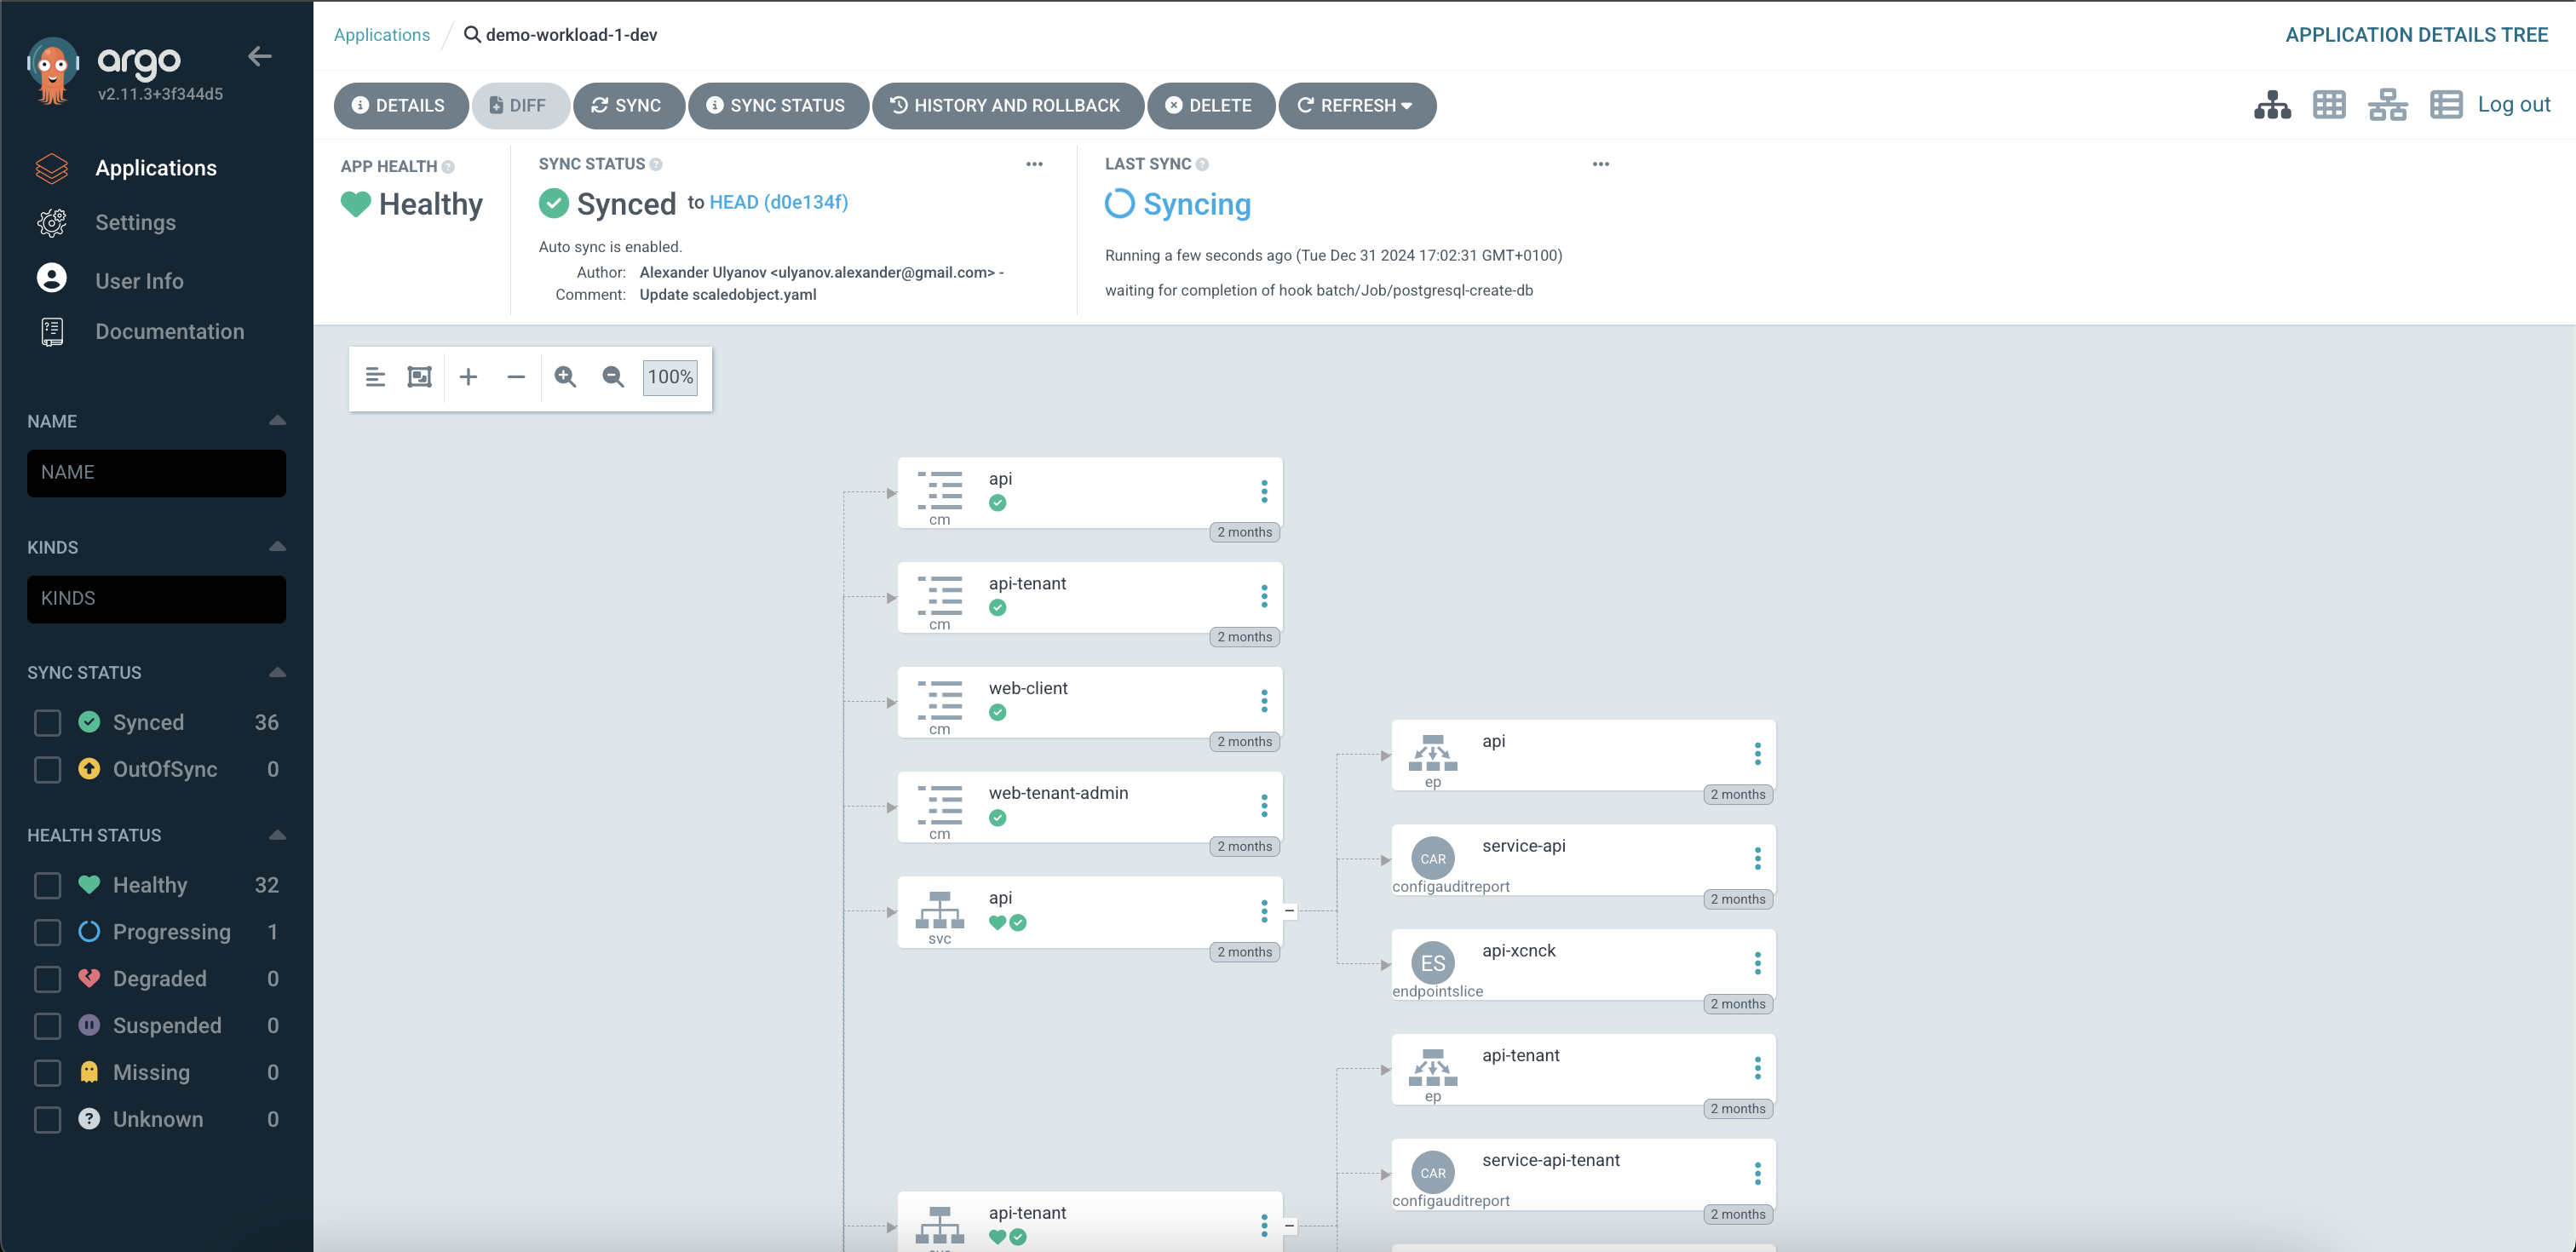 argo
v2.11.3+3f344d5
Applications
Settings
User Info
Documentation
NAME
NAME
KINDS
KINDS
SYNC STATUS
Synced 36
OutOfSync 0
HEALTH STATUS
Healthy 32
Progressing 1
Degraded 0
Suspended 0
Missing 0
Unknown 0
Applications / demo-workload-1-dev
APPLICATION DETAILS TREE
DETAILS DIFF SYNC SYNC STATUS HISTORY AND ROLLBACK DELETE REFRESH
Log out
APP HEALTH
Healthy
SYNC STATUS
Synced to HEAD (d0e134f)
Auto sync is enabled.
Author: Alexander Ulyanov <ulyanov.alexander@gmail.com> -
Comment: Update scaledobject.yaml
LAST SYNC
Syncing
Running a few seconds ago (Tue Dec 31 2024 17:02:31 GMT+0100)
waiting for completion of hook batch/Job/postgresql-create-db
100%
api
cm
2 months
api-tenant
cm
2 months
web-client
cm
2 months
web-tenant-admin
cm
2 months
api
svc
2 months
api-tenant
api
ep
2 months
service-api
CAR
configauditreport
2 months
api-xcnck
ES
endpointslice
2 months
api-tenant
ep
2 months
service-api-tenant
CAR
configauditreport
2 months